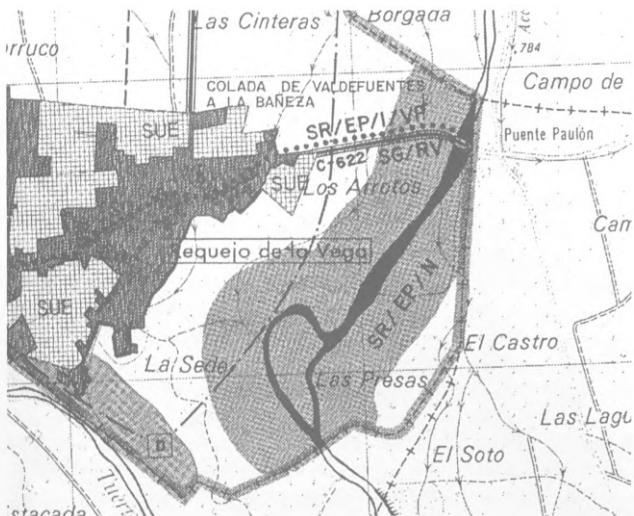 Las Cinteras
Borgada
784
COLADA DE VALDEFUENTES
A LA BAÑEZA
Campo de
SUE
SR/EP/I/VP
Puente Paulón
C-622 SG/RV
SUE
Los Arrotos
Requejo de la Vega
SR/EP/N
SUE
El Castro
La Sede
Las Presas
Las Lagu
El Soto